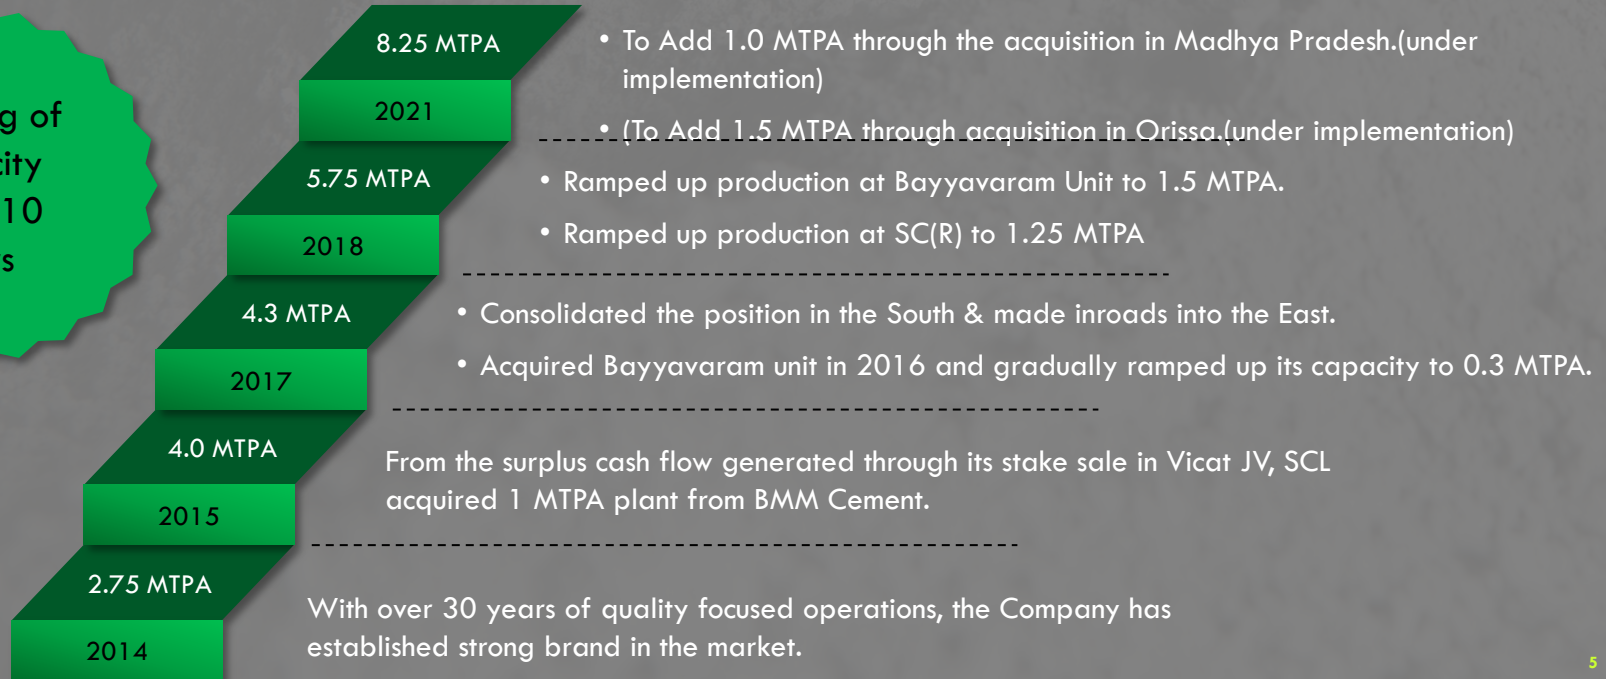 g of
city
10
s
8.25 MTPA
2021
• To Add 1.0 MTPA through the acquisition in Madhya Pradesh.(under
implementation)
• (To Add 1.5 MTPA through acquisition in Orissa.(under implementation)
5.75 MTPA
2018
• Ramped up production at Bayyavaram Unit to 1.5 MTPA.
• Ramped up production at SC(R) to 1.25 MTPA
4.3 MTPA
2017
• Consolidated the position in the South & made inroads into the East.
• Acquired Bayyavaram unit in 2016 and gradually ramped up its capacity to 0.3 MTPA.
4.0 MTPA
2015
From the surplus cash flow generated through its stake sale in Vicat JV, SCL
acquired 1 MTPA plant from BMM Cement.
2.75 MTPA
2014
With over 30 years of quality focused operations, the Company has
established strong brand in the market.
5